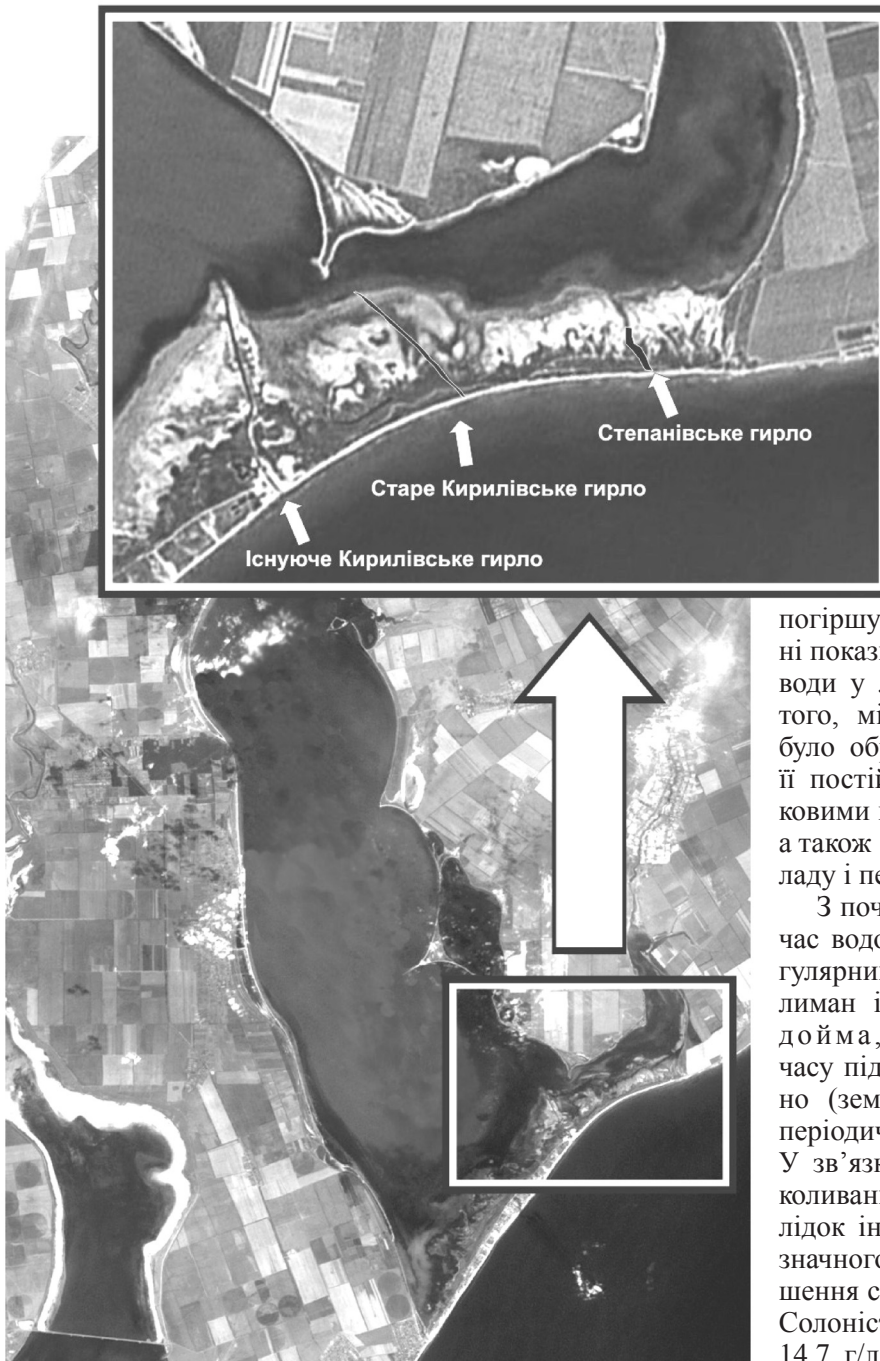 Степанівське гирло
Старе Кирилівське гирло
Існуюче Кирилівське гирло
погіршу
ні показ
води у
того, мі
було об
її постій
ковими
а також
ладу і пе
З поч
час водо
гулярни
лиман і
дойма,
часу під
но (зем
періодич
У зв’язн
коливан
лідок ін
значного
шення с
Солоніст
14,7 г/л